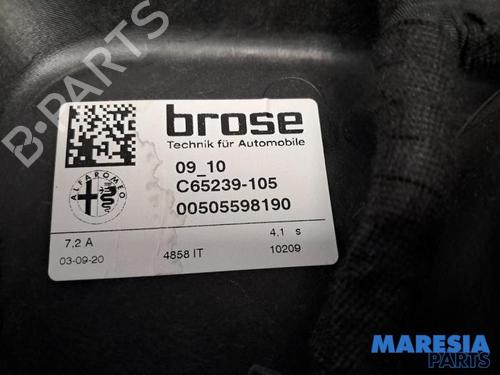 brose
Technik für Automobile
09_10
C65239-105
00505598190
ALFA ROMEO
7,2 A
4,1 s
03-09-20
4858 IT
10209
B-PARTS
MARESIA
PARTS